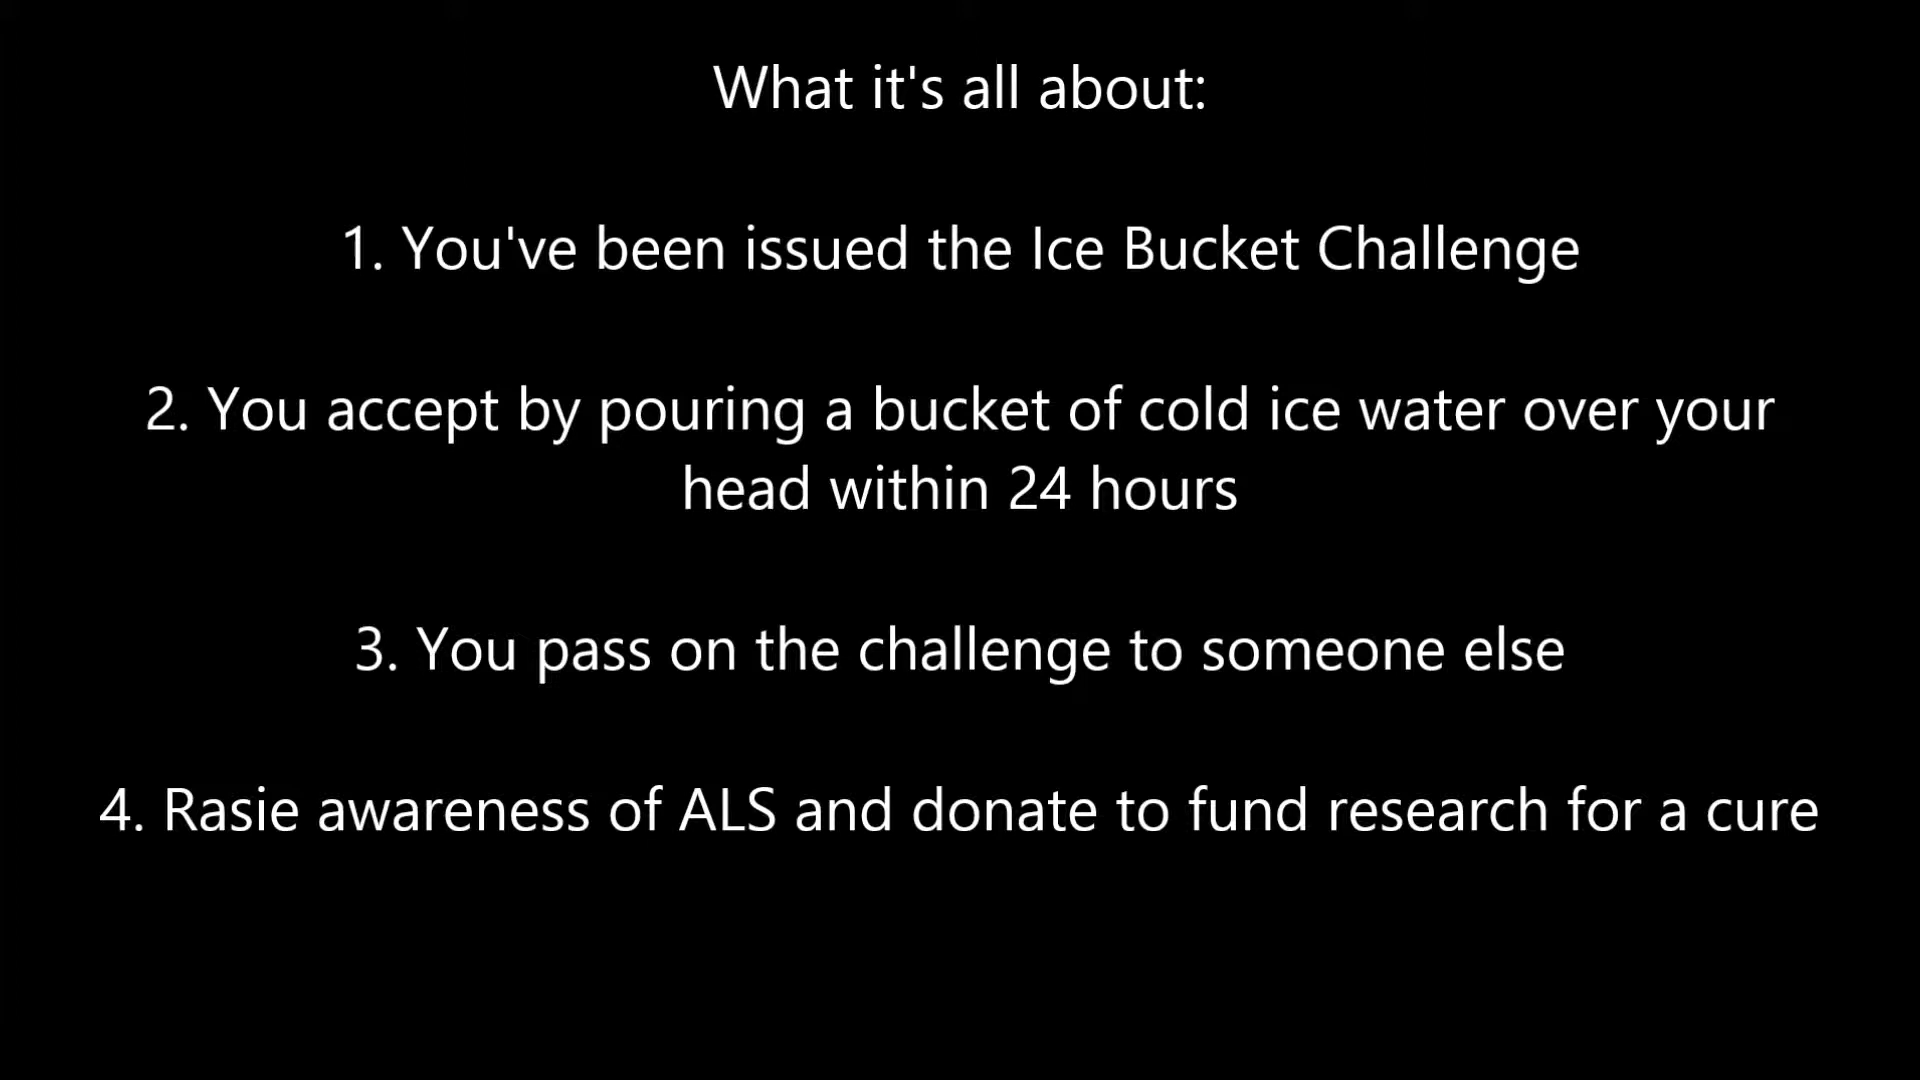 What it's all about:
1. You've been issued the Ice Bucket Challenge
2. You accept by pouring a bucket of cold ice water over your
head within 24 hours
3. You pass on the challenge to someone else
4. Rasie awareness of ALS and donate to fund research for a cure